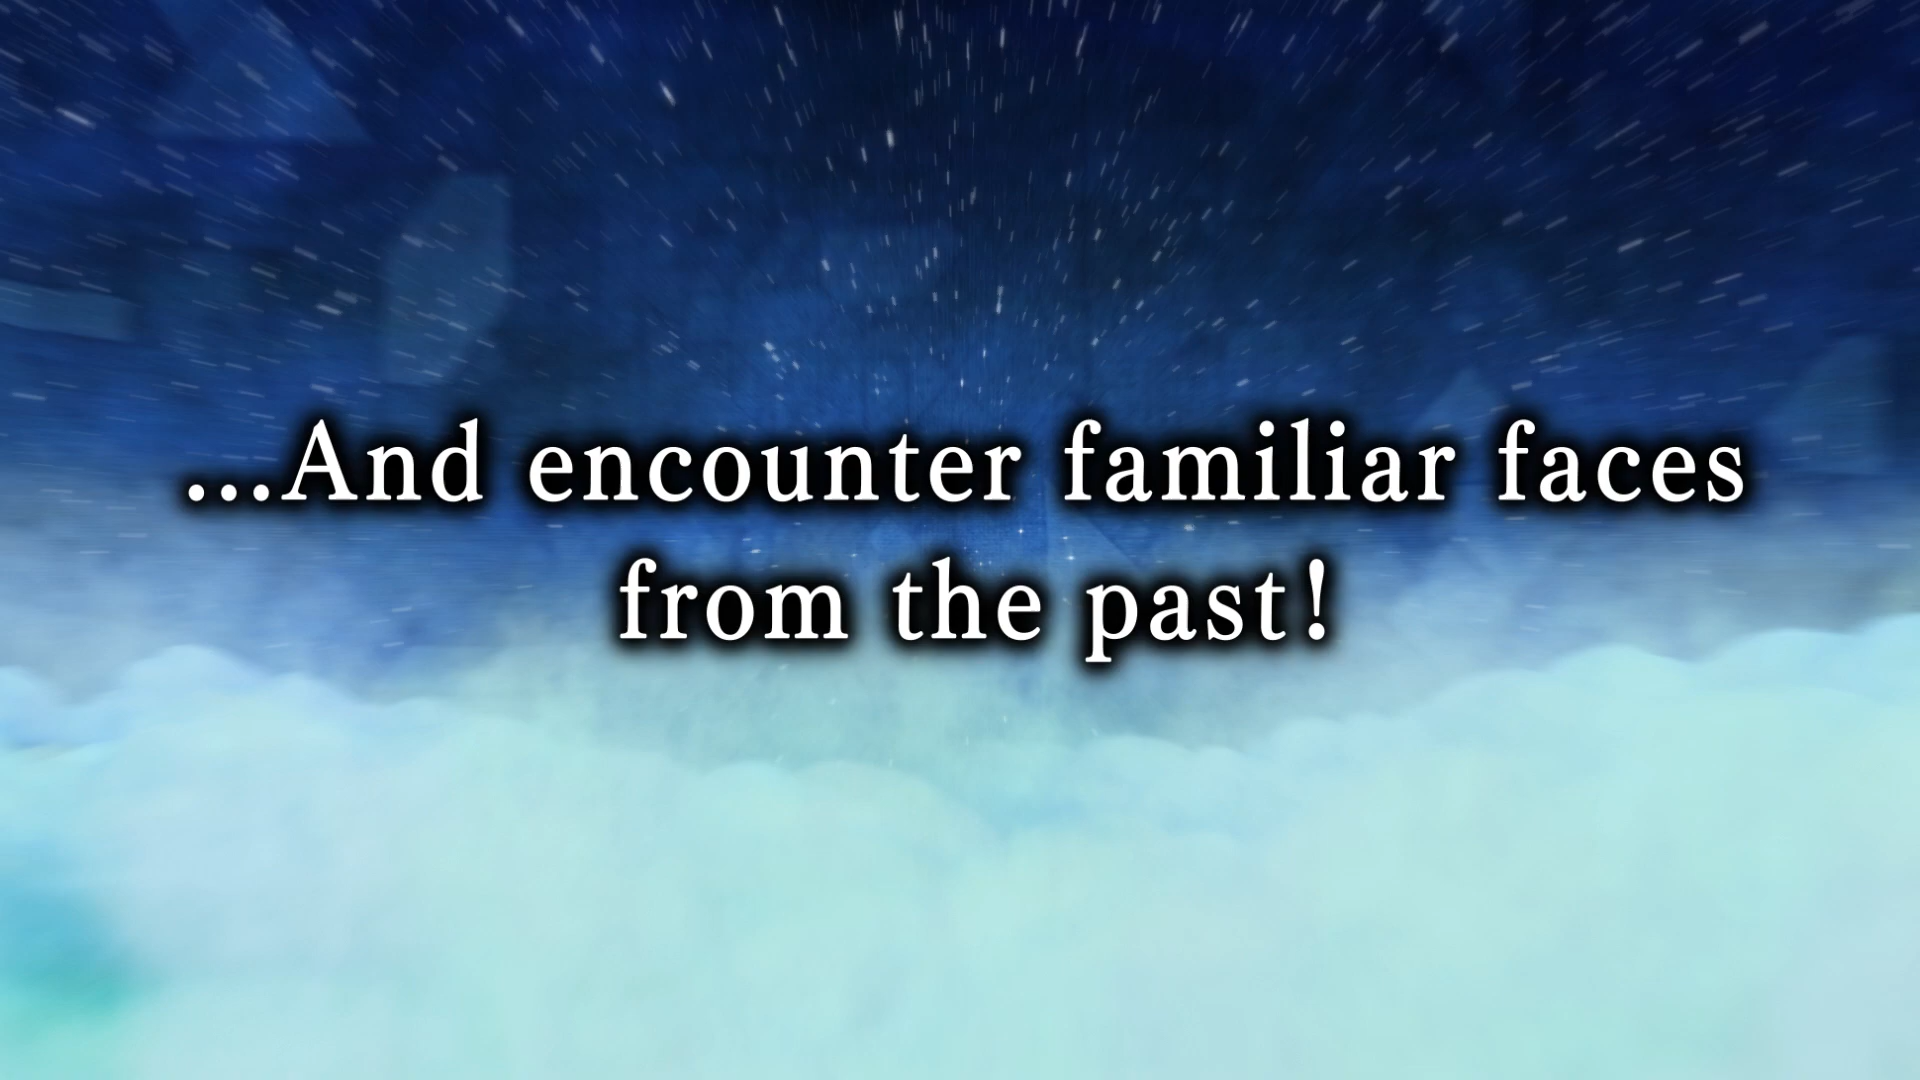 ...And encounter familiar faces
from the past!